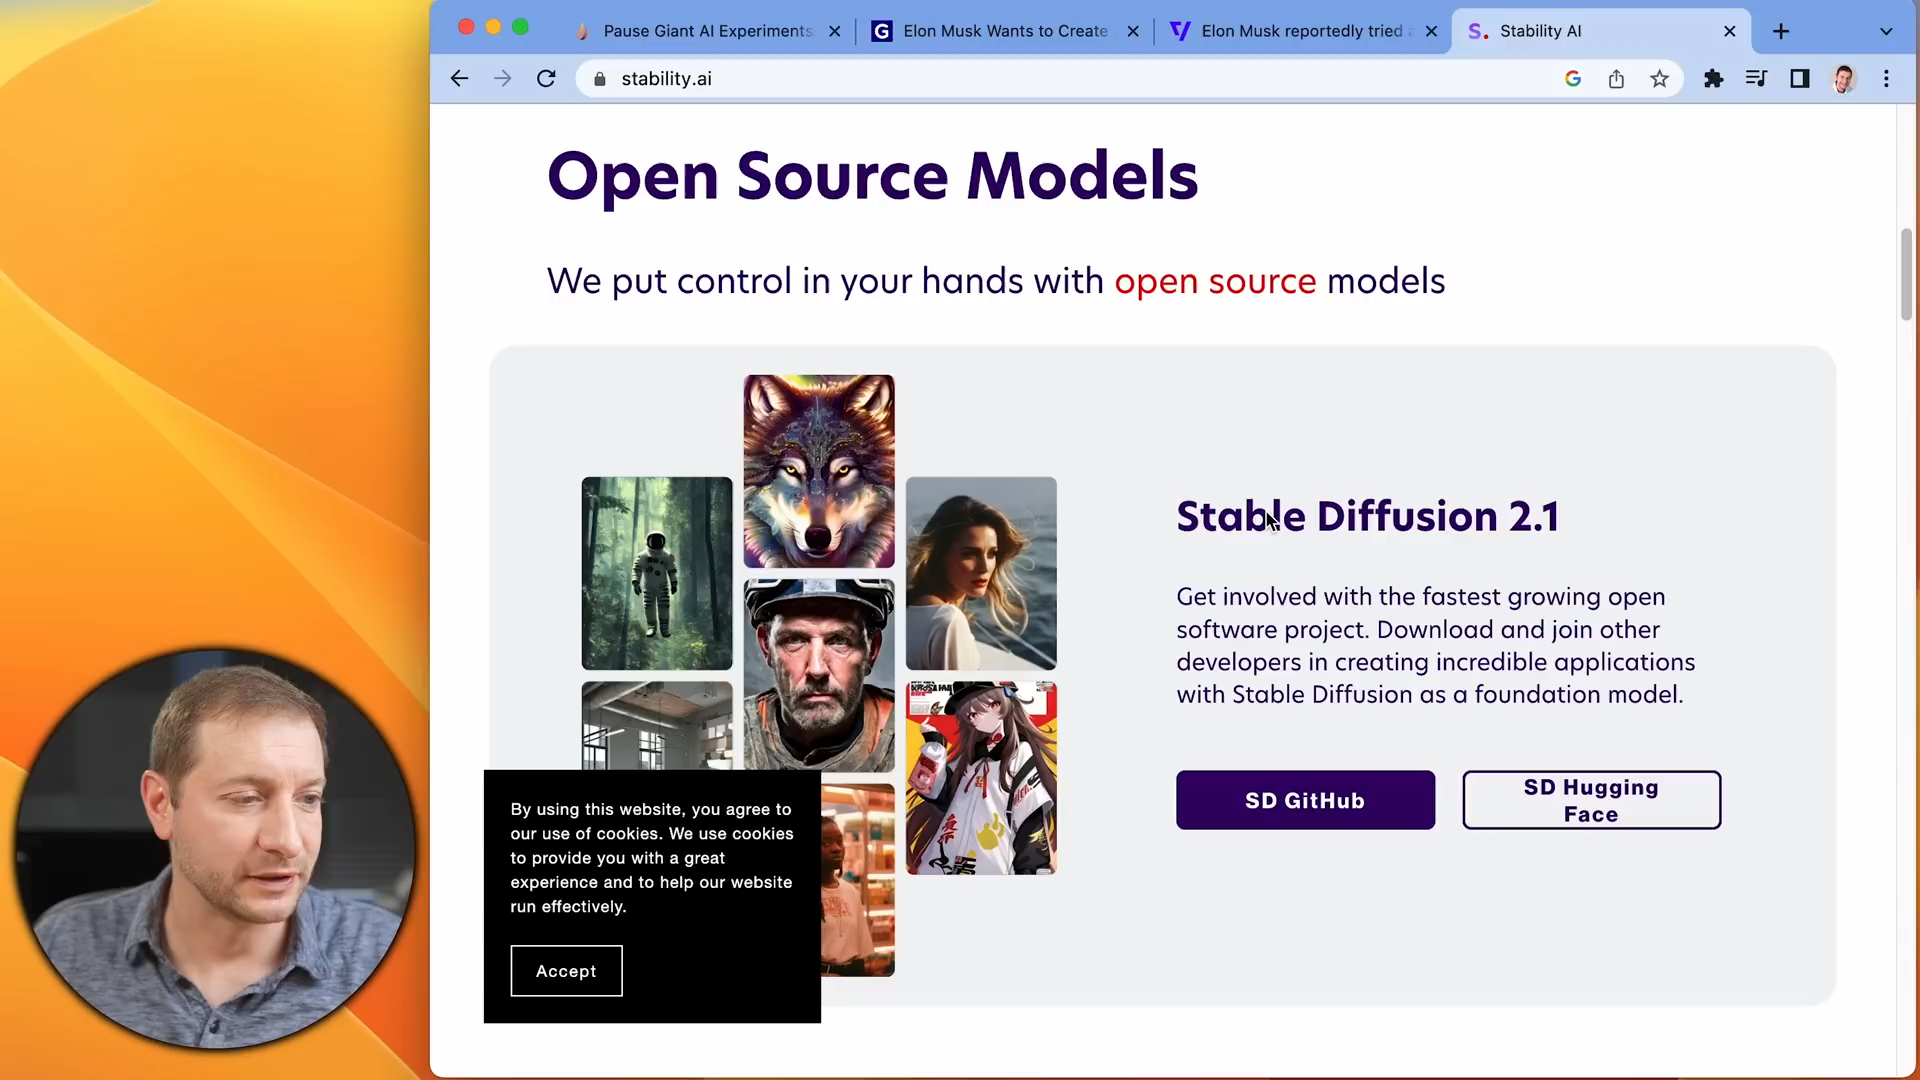 Pause Giant AI Experiments
Elon Musk Wants to Create
Elon Musk reportedly tried
Stability AI
stability.ai
Open Source Models
We put control in your hands with open source models
Stable Diffusion 2.1
Get involved with the fastest growing open
software project. Download and join other
developers in creating incredible applications
with Stable Diffusion as a foundation model.
SD GitHub
SD Hugging
Face
By using this website, you agree to
our use of cookies. We use cookies
to provide you with a great
experience and to help our website
run effectively.
Accept